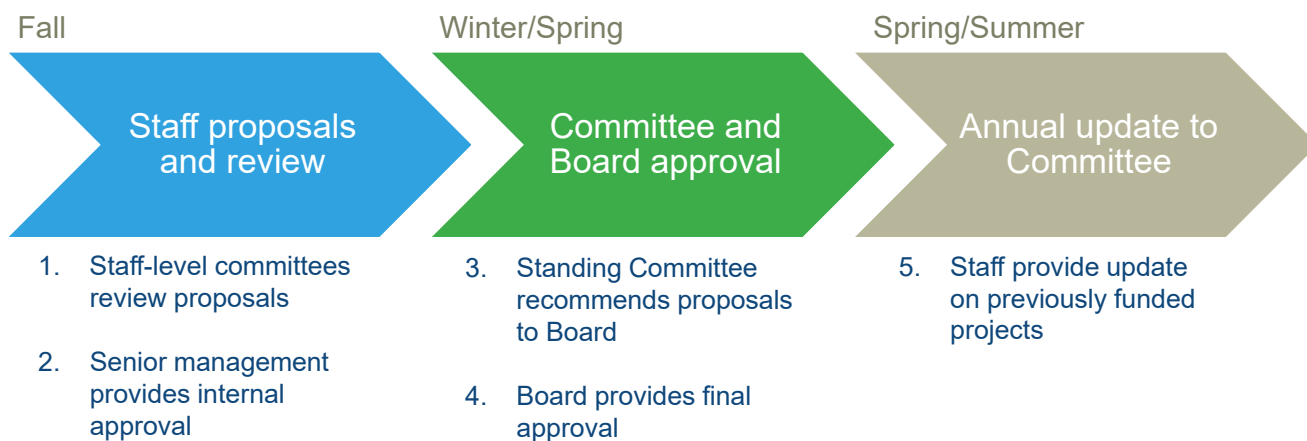 Fall
Staff proposals
and review
1. Staff-level committees
review proposals
2. Senior management
provides internal
approval
Winter/Spring
Committee and
Board approval
3. Standing Committee
recommends proposals
to Board
4. Board provides final
approval
Spring/Summer
Annual update to
Committee
5. Staff provide update
on previously funded
projects